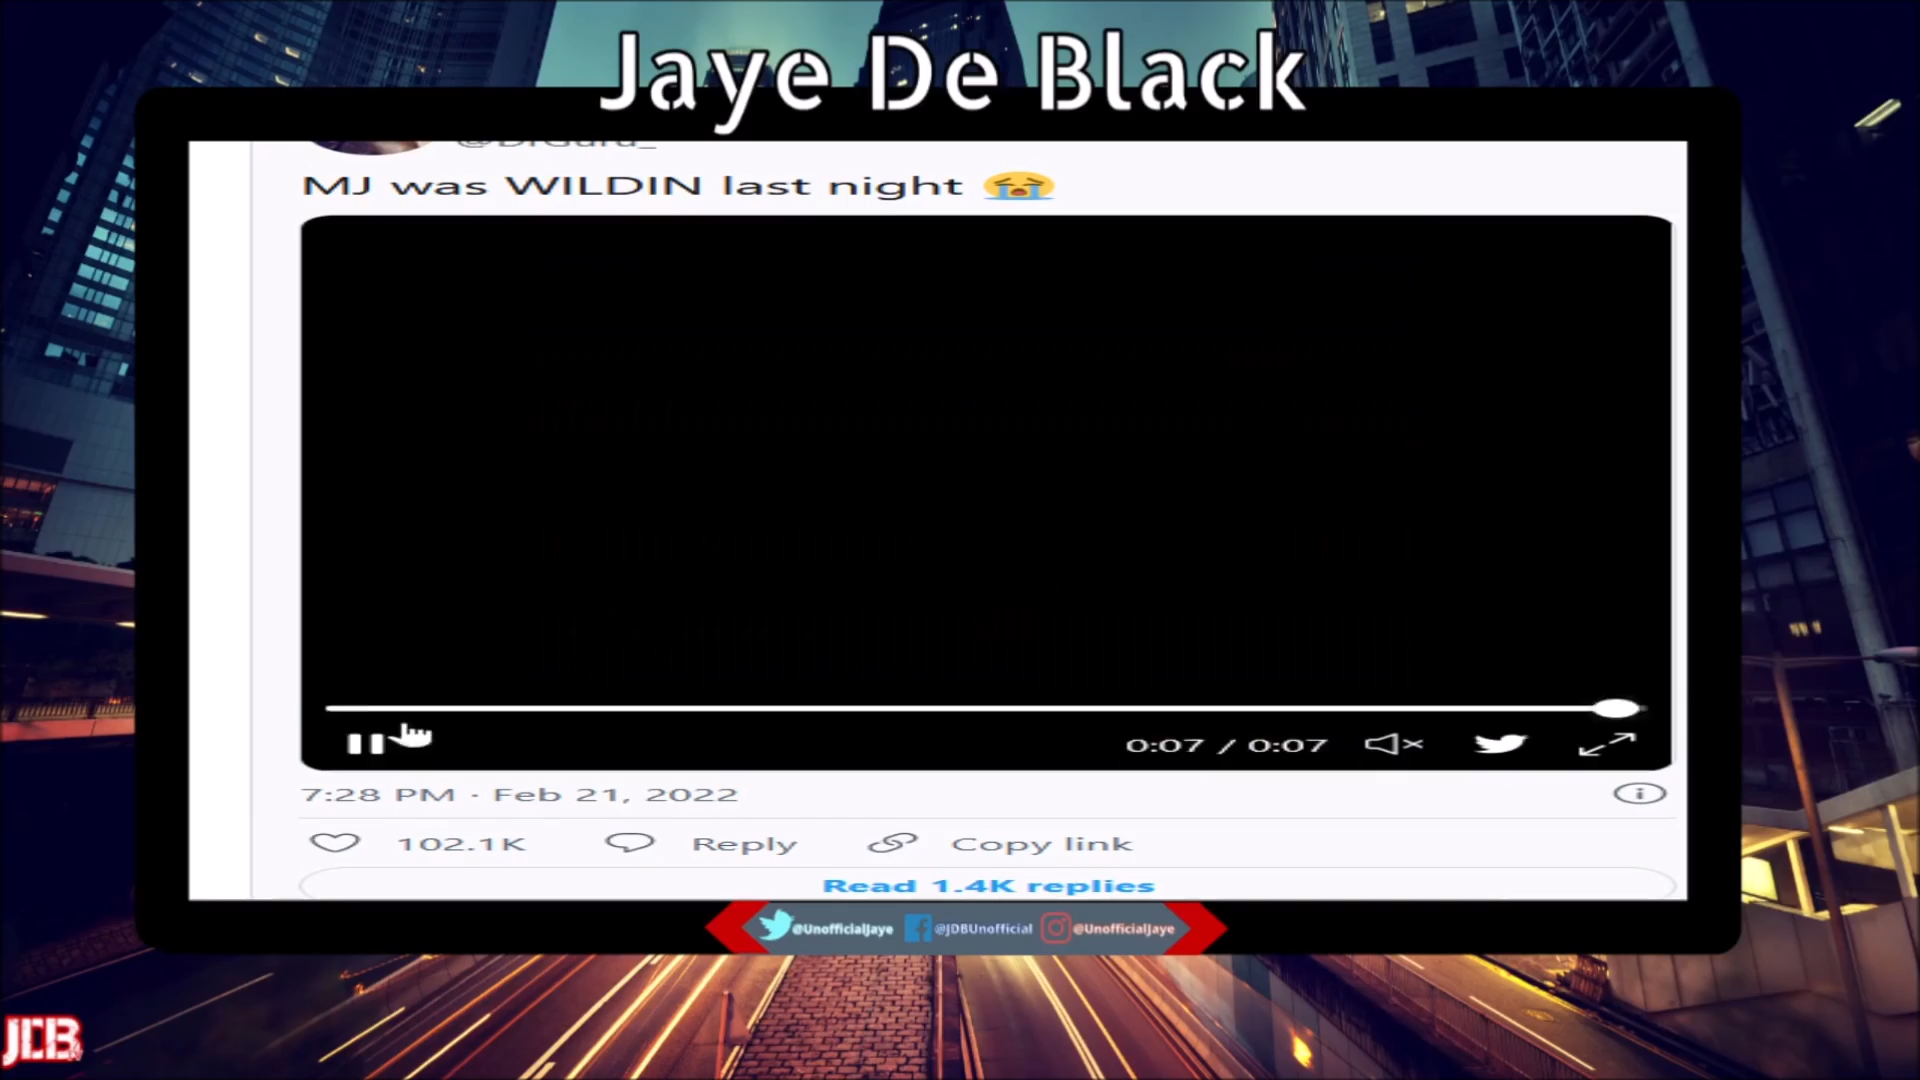 Jaye De Black
@DrGuru_
MJ was WILDIN last night 😭
0:07 / 0:07
7:28 PM · Feb 21, 2022
102.1K Reply Copy link
Read 1.4K replies
@UnofficialJaye @JDBUnofficial @UnofficialJaye
JDB